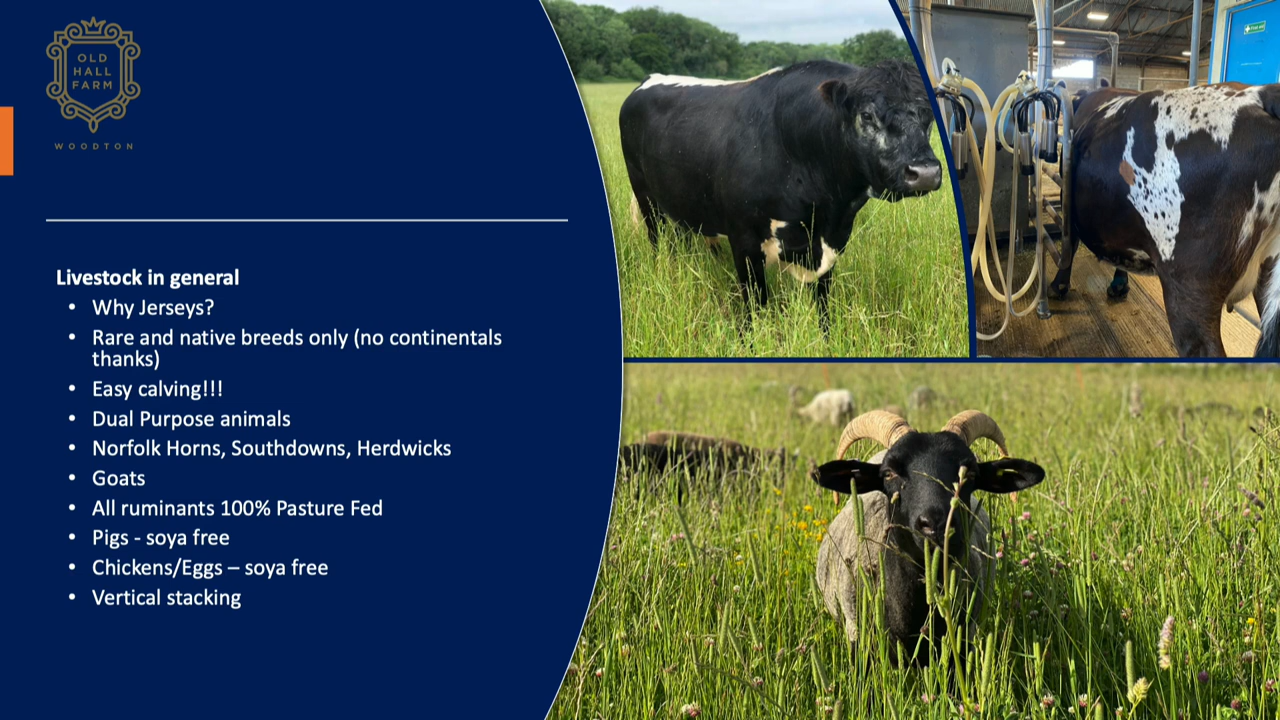 OLD
HALL
FARM
WOODTON
Livestock in general
• Why Jerseys?
• Rare and native breeds only (no continentals
thanks)
• Easy calving!!!
• Dual Purpose animals
• Norfolk Horns, Southdowns, Herdwicks
• Goats
• All ruminants 100% Pasture Fed
• Pigs - soya free
• Chickens/Eggs – soya free
• Vertical stacking